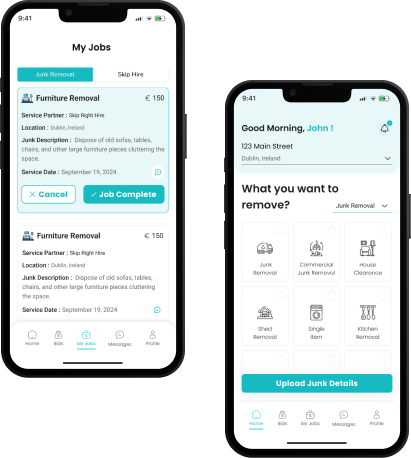 9:41
My Jobs
Junk Removal
Skip Hire
Furniture Removal
€ 150
Service Partner : Skip Right Hire
Location : Dublin, Ireland
Junk Description : Dispose of old sofas, tables,
chairs, and other large furniture pieces cluttering the
space.
Service Date : September 19, 2024
Cancel
Job Complete
Furniture Removal
€ 150
Service Partner : Skip Right Hire
Location : Dublin, Ireland
Junk Description : Dispose of old sofas, tables,
chairs, and other large furniture pieces cluttering
the space.
Service Date : September 19, 2024
Home
Bids
My Jobs
Messages
Profile
9:41
Good Morning, John !
123 Main Street
Dublin, Ireland
What you want to
remove?
Junk Removal
Junk
Removal
Commercial
Junk Removal
House
Clearance
Shed
Removal
Single
Item
Kitchen
Removal
Upload Junk Details
Home
Bids
My Jobs
Messages
Profile